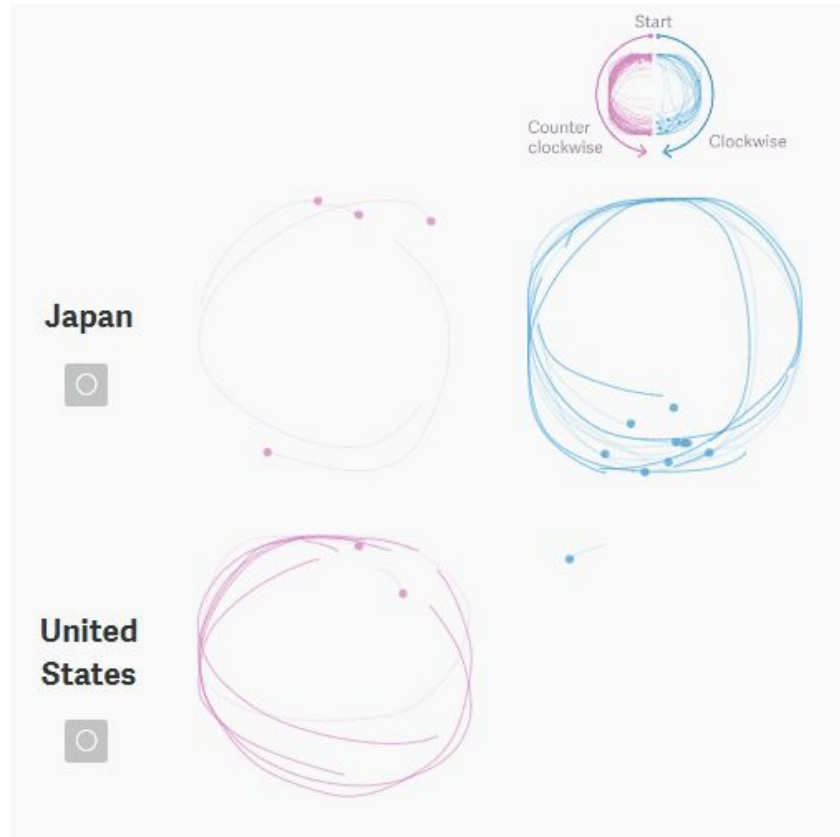 Start
Counter
clockwise
Clockwise
Japan
United
States